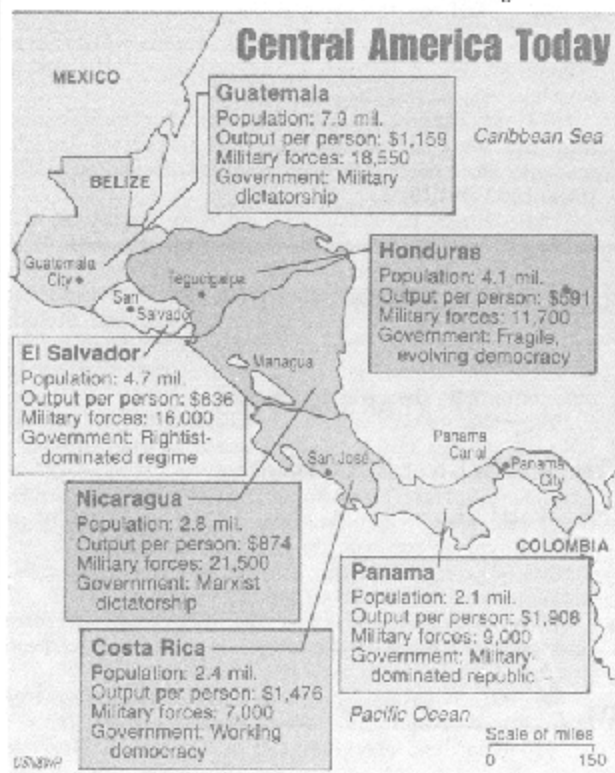 Central America Today
MEXICO
Guatemala
Population: 7.9 mil.
Output per person: $1,159
Military forces: 18,550
Government: Military
dictatorship
Caribbean Sea
BELIZE
Guatemala
City
Tegucigalpa
San
Salvador
Honduras
Population: 4.1 mil.
Output per person: $591
Military forces: 11,700
Government: Fragile,
evolving democracy
El Salvador
Population: 4.7 mil.
Output per person: $636
Military forces: 16,000
Government: Rightist-
dominated regime
Managua
San José
Panama
Canal
Panama
City
Nicaragua
Population: 2.8 mil.
Output per person: $874
Military forces: 21,500
Government: Marxist
dictatorship
COLOMBIA
Panama
Population: 2.1 mil.
Output per person: $1,908
Military forces: 9,000
Government: Military-
dominated republic
Costa Rica
Population: 2.4 mil.
Output per person: $1,476
Military forces: 7,000
Government: Working
democracy
Pacific Ocean
Scale of miles
0 150
USN&WR